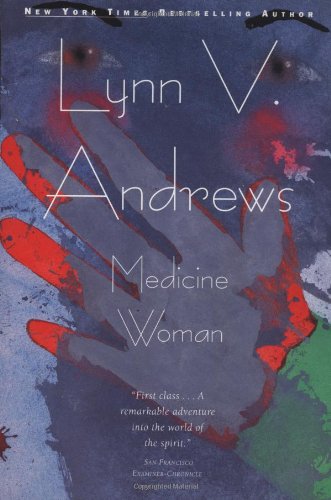 NEW YORK TIMES BESTSELLING AUTHOR
Lynn V.
Andrews
Medicine
Woman
"First class . . . A
remarkable adventure
into the world of
the spirit."
SAN FRANCISCO
EXAMINER-CHRONICLE